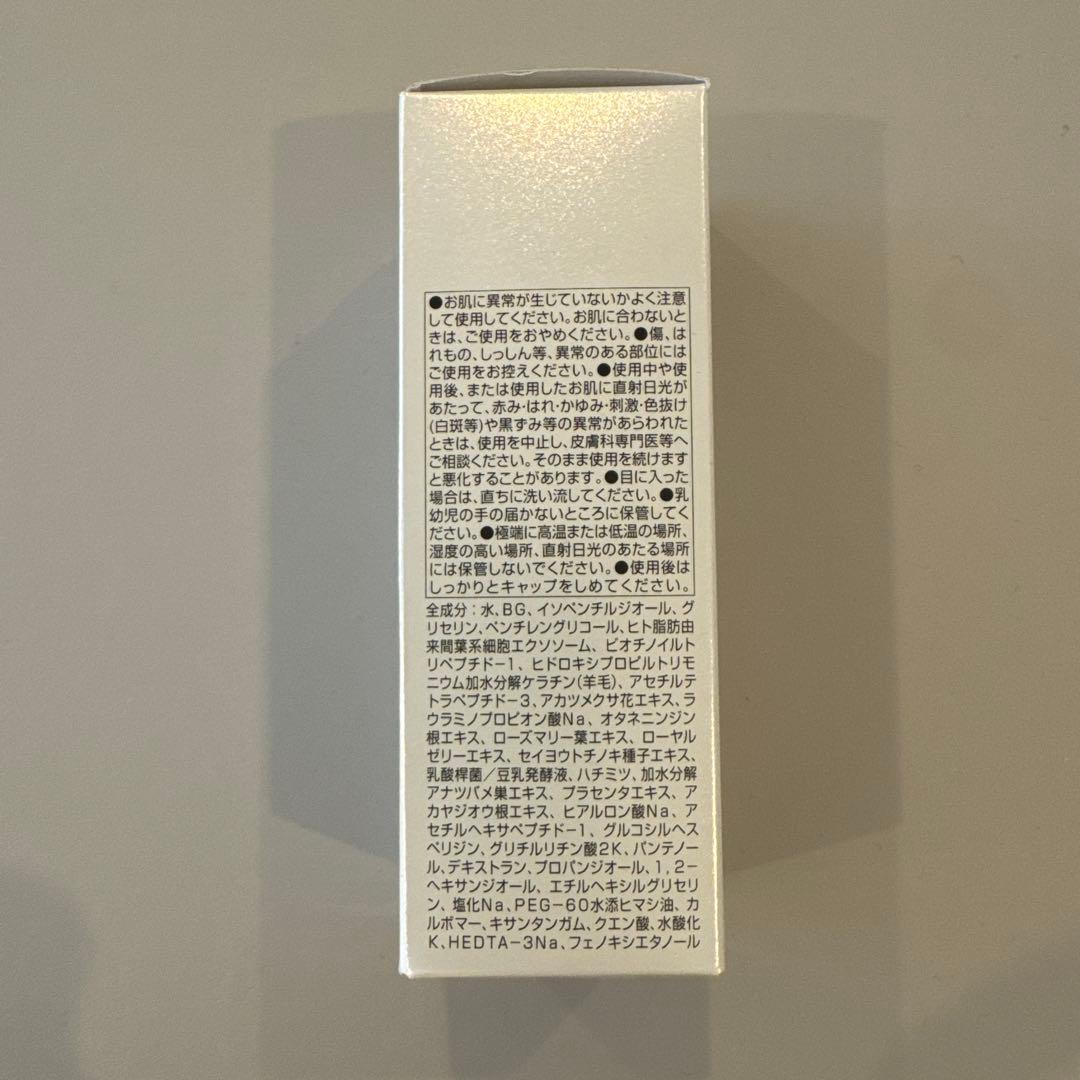 ●お肌に異常が生じていないかよく注意
して使用してください。お肌に合わないと
きは、ご使用をおやめください。●傷、は
れもの、しっしん等、異常のある部位には
ご使用をお控えください。●使用中や使
用後、または使用したお肌に直射日光が
あたって、赤み・はれ・かゆみ・刺激・色抜け
(白斑等)や黒ずみ等の異常があらわれた
ときは、使用を中止し、皮膚科専門医等へ
ご相談ください。そのまま使用を続けます
と悪化することがあります。●目に入った
場合は、直ちに洗い流してください。●乳
幼児の手の届かないところに保管してく
ださい。●極端に高温または低温の場所、
湿度の高い場所、直射日光のあたる場所
には保管しないでください。●使用後は
しっかりとキャップをしめてください。
全成分：水、BG、イソペンチルジオール、グ
リセリン、ペンチレングリコール、ヒト脂肪由
来間葉系細胞エクソソーム、ビオチノイルト
リペプチド−1、ヒドロキシプロピルトリモ
ニウム加水分解ケラチン(羊毛)、アセチルテ
トラペプチド−3、アカツメクサ花エキス、ラ
ウラミノプロピオン酸Na、オタネニンジン
根エキス、ローズマリー葉エキス、ローヤル
ゼリーエキス、セイヨウトチノキ種子エキス、
乳酸桿菌／豆乳発酵液、ハチミツ、加水分解
アナツバメ巣エキス、プラセンタエキス、ア
カヤジオウ根エキス、ヒアルロン酸Na、ア
セチルヘキサペプチド−1、グルコシルヘス
ペリジン、グリチルリチン酸2K、パンテノー
ル、デキストラン、プロパンジオール、1，2−
ヘキサンジオール、エチルヘキシルグリセリ
ン、塩化Na、PEG−60水添ヒマシ油、カ
ルボマー、キサンタンガム、クエン酸、水酸化
K、HEDTA−3Na、フェノキシエタノール